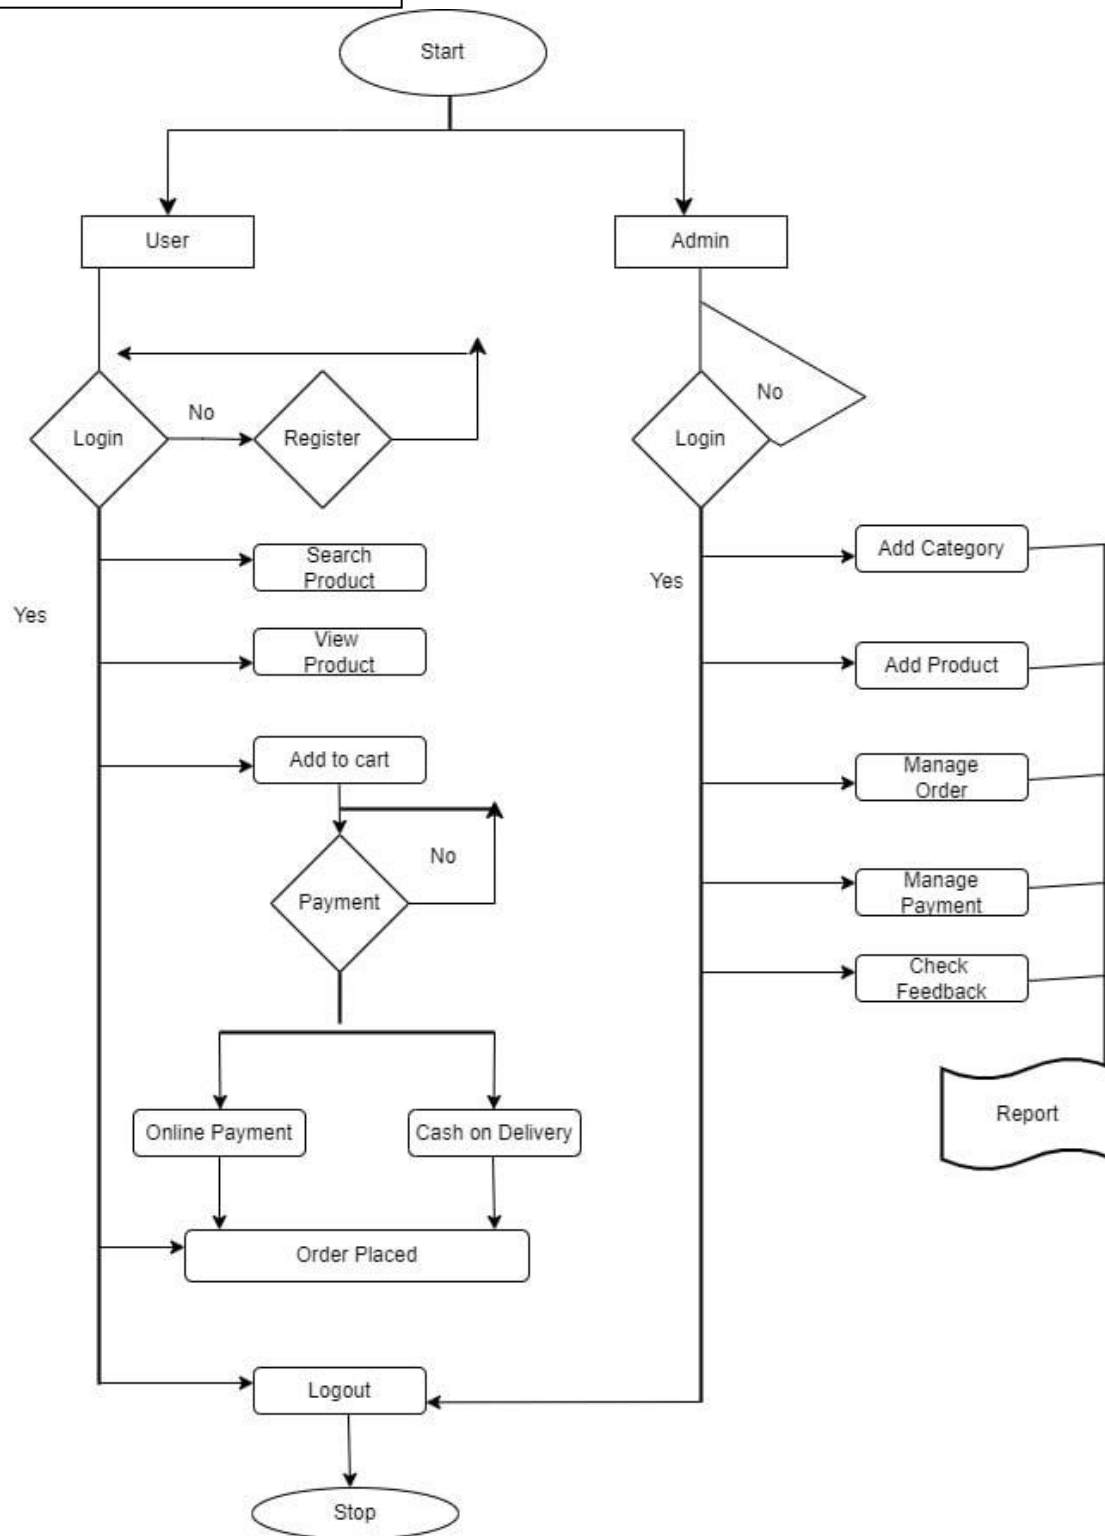 Start
User
Admin
No
No
Login
Register
Login
Search
Product
Add Category
Yes
Yes
View
Product
Add Product
Add to cart
Manage
Order
No
Payment
Manage
Payment
Check
Feedback
Online Payment
Cash on Delivery
Report
Order Placed
Logout
Stop